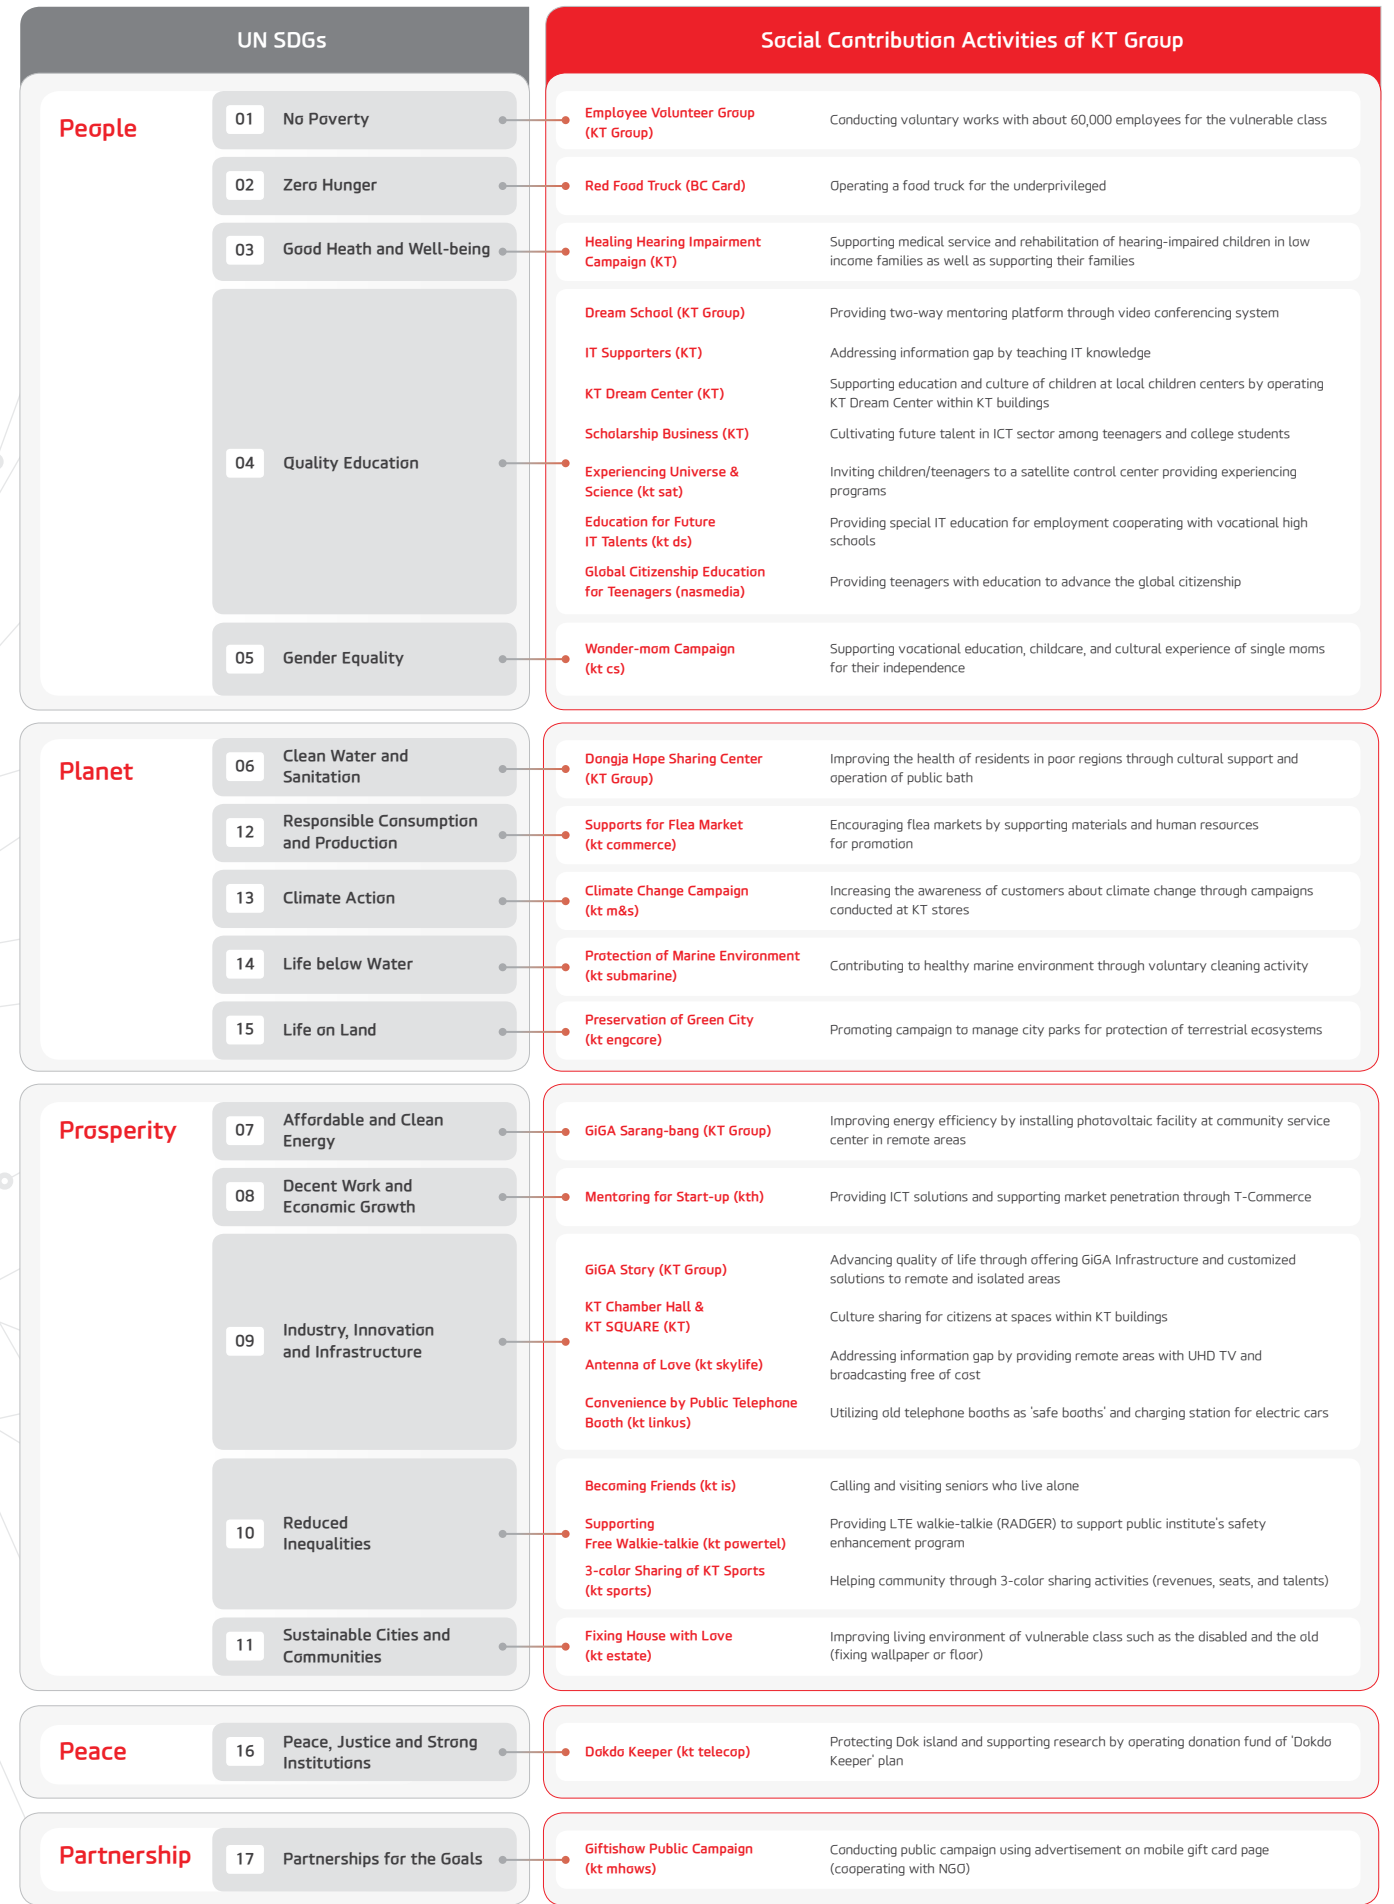 UN SDGs
Social Contribution Activities of KT Group
People
01 No Poverty
Employee Volunteer Group
(KT Group)
Conducting voluntary works with about 60,000 employees for the vulnerable class
02 Zero Hunger
Red Food Truck (BC Card)
Operating a food truck for the underprivileged
03 Good Heath and Well-being
Healing Hearing Impairment
Campaign (KT)
Supporting medical service and rehabilitation of hearing-impaired children in low
income families as well as supporting their families
04 Quality Education
Dream School (KT Group)
Providing two-way mentoring platform through video conferencing system
IT Supporters (KT)
Addressing information gap by teaching IT knowledge
KT Dream Center (KT)
Supporting education and culture of children at local children centers by operating
KT Dream Center within KT buildings
Scholarship Business (KT)
Cultivating future talent in ICT sector among teenagers and college students
Experiencing Universe &
Science (kt sat)
Inviting children/teenagers to a satellite control center providing experiencing
programs
Education for Future
IT Talents (kt ds)
Providing special IT education for employment cooperating with vocational high
schools
Global Citizenship Education
for Teenagers (nasmedia)
Providing teenagers with education to advance the global citizenship
05 Gender Equality
Wonder-mom Campaign
(kt cs)
Supporting vocational education, childcare, and cultural experience of single moms
for their independence
Planet
06 Clean Water and
Sanitation
Dongja Hope Sharing Center
(KT Group)
Improving the health of residents in poor regions through cultural support and
operation of public bath
12 Responsible Consumption
and Production
Supports for Flea Market
(kt commerce)
Encouraging flea markets by supporting materials and human resources
for promotion
13 Climate Action
Climate Change Campaign
(kt m&s)
Increasing the awareness of customers about climate change through campaigns
conducted at KT stores
14 Life below Water
Protection of Marine Environment
(kt submarine)
Contributing to healthy marine environment through voluntary cleaning activity
15 Life on Land
Preservation of Green City
(kt engcore)
Promoting campaign to manage city parks for protection of terrestrial ecosystems
Prosperity
07 Affordable and Clean
Energy
GiGA Sarang-bang (KT Group)
Improving energy efficiency by installing photovoltaic facility at community service
center in remote areas
08 Decent Work and
Economic Growth
Mentoring for Start-up (kth)
Providing ICT solutions and supporting market penetration through T-Commerce
09 Industry, Innovation
and Infrastructure
GiGA Story (KT Group)
Advancing quality of life through offering GiGA Infrastructure and customized
solutions to remote and isolated areas
KT Chamber Hall &
KT SQUARE (KT)
Culture sharing for citizens at spaces within KT buildings
Antenna of Love (kt skylife)
Addressing information gap by providing remote areas with UHD TV and
broadcasting free of cost
Convenience by Public Telephone
Booth (kt linkus)
Utilizing old telephone booths as 'safe booths' and charging station for electric cars
10 Reduced
Inequalities
Becoming Friends (kt is)
Calling and visiting seniors who live alone
Supporting
Free Walkie-talkie (kt powertel)
Providing LTE walkie-talkie (RADGER) to support public institute's safety
enhancement program
3-color Sharing of KT Sports
(kt sports)
Helping community through 3-color sharing activities (revenues, seats, and talents)
11 Sustainable Cities and
Communities
Fixing House with Love
(kt estate)
Improving living environment of vulnerable class such as the disabled and the old
(fixing wallpaper or floor)
Peace
16 Peace, Justice and Strong
Institutions
Dokdo Keeper (kt telecop)
Protecting Dok island and supporting research by operating donation fund of 'Dokdo
Keeper' plan
Partnership
17 Partnerships for the Goals
Giftishow Public Campaign
(kt mhows)
Conducting public campaign using advertisement on mobile gift card page
(cooperating with NGO)